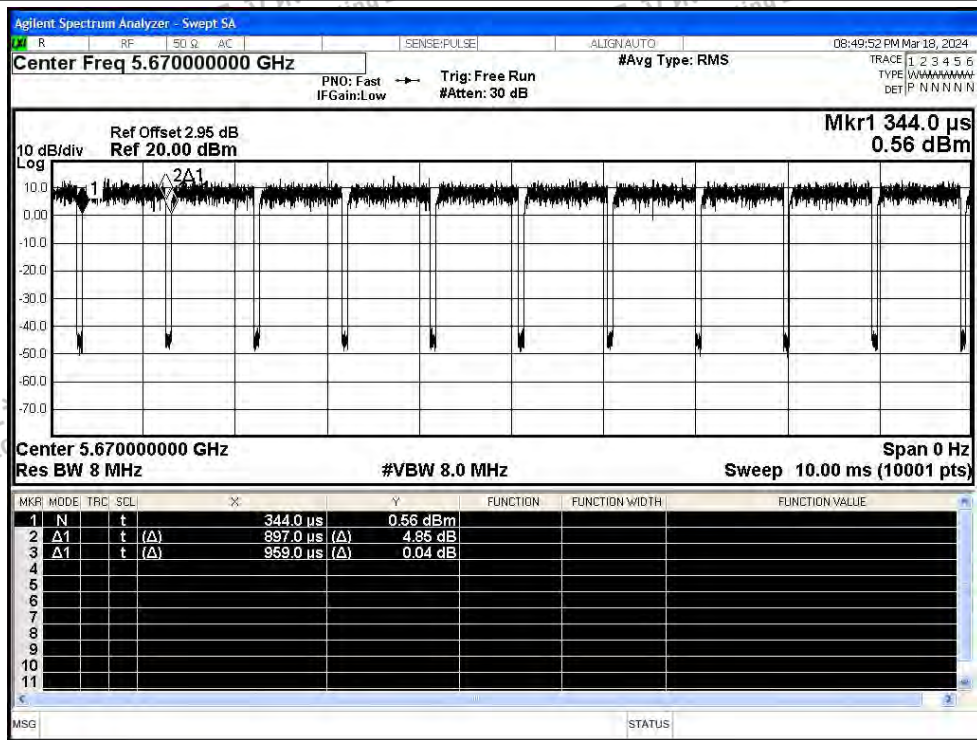 Agilent Spectrum Analyzer - Swept SA
R RF 50 Ω AC SENSE:PULSE ALIGNAUTO 08:49:52 PM Mar 18, 2024
Center Freq 5.670000000 GHz #Avg Type: RMS TRACE 1 2 3 4 5 6
PNO: Fast Trig: Free Run TYPE
IFGain:Low #Atten: 30 dB DET P N N N N N
Mkr1 344.0 µs
Ref Offset 2.95 dB 0.56 dBm
10 dB/div Ref 20.00 dBm
Log
2Δ1
10.0 1
0.00
-10.0
-20.0
-30.0
-40.0
-50.0
-60.0
-70.0
Center 5.670000000 GHz Span 0 Hz
Res BW 8 MHz #VBW 8.0 MHz Sweep 10.00 ms (10001 pts)
MKR MODE TRC SCL X Y FUNCTION FUNCTION WIDTH FUNCTION VALUE
1 N t 344.0 µs 0.56 dBm
2 Δ1 t (Δ) 897.0 µs (Δ) 4.85 dB
3 Δ1 t (Δ) 959.0 µs (Δ) 0.04 dB
4
5
6
7
8
9
10
11
MSG STATUS